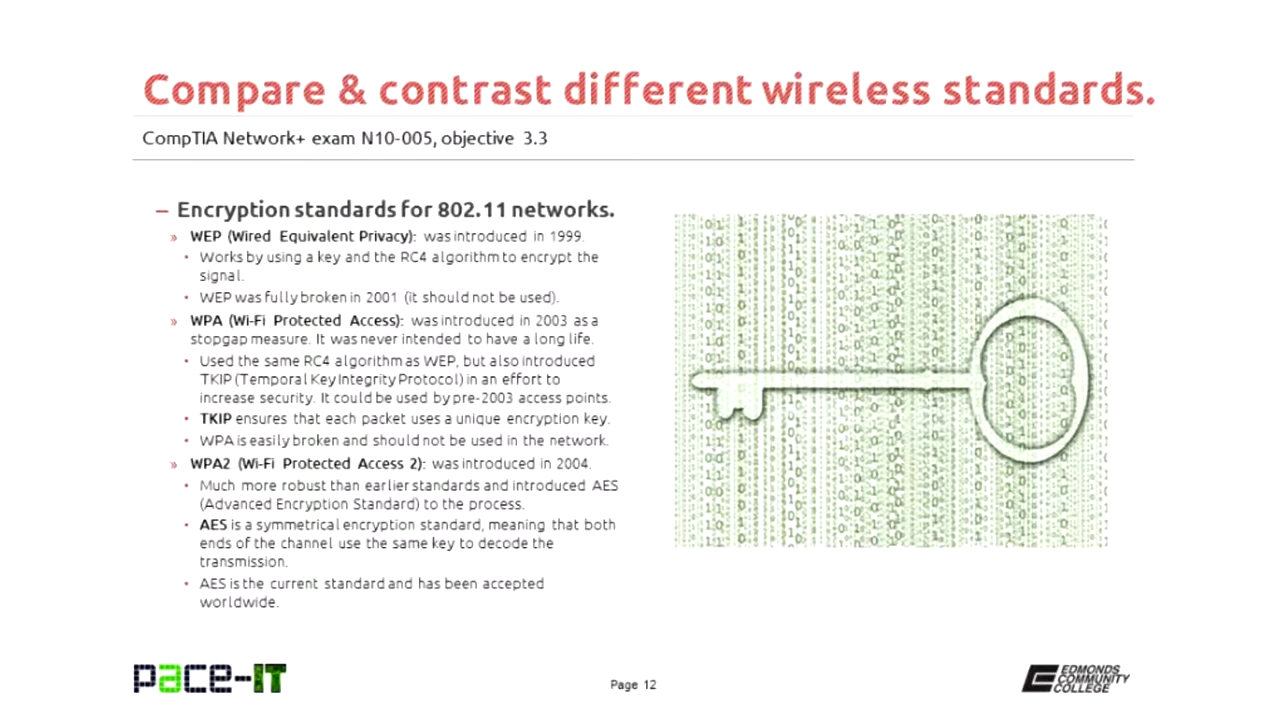 Compare & contrast different wireless standards.
CompTIA Network+ exam N10-005, objective 3.3
– Encryption standards for 802.11 networks.
» WEP (Wired Equivalent Privacy): was introduced in 1999.
• Works by using a key and the RC4 algorithm to encrypt the
signal.
• WEP was fully broken in 2001 (it should not be used).
» WPA (Wi-Fi Protected Access): was introduced in 2003 as a
stopgap measure. It was never intended to have a long life.
• Used the same RC4 algorithm as WEP, but also introduced
TKIP (Temporal Key Integrity Protocol) in an effort to
increase security. It could be used by pre-2003 access points.
• TKIP ensures that each packet uses a unique encryption key.
• WPA is easily broken and should not be used in the network.
» WPA2 (Wi-Fi Protected Access 2): was introduced in 2004.
• Much more robust than earlier standards and introduced AES
(Advanced Encryption Standard) to the process.
• AES is a symmetrical encryption standard, meaning that both
ends of the channel use the same key to decode the
transmission.
• AES is the current standard and has been accepted
worldwide.
pace-IT
Page 12
EDMONDS
COMMUNITY
COLLEGE